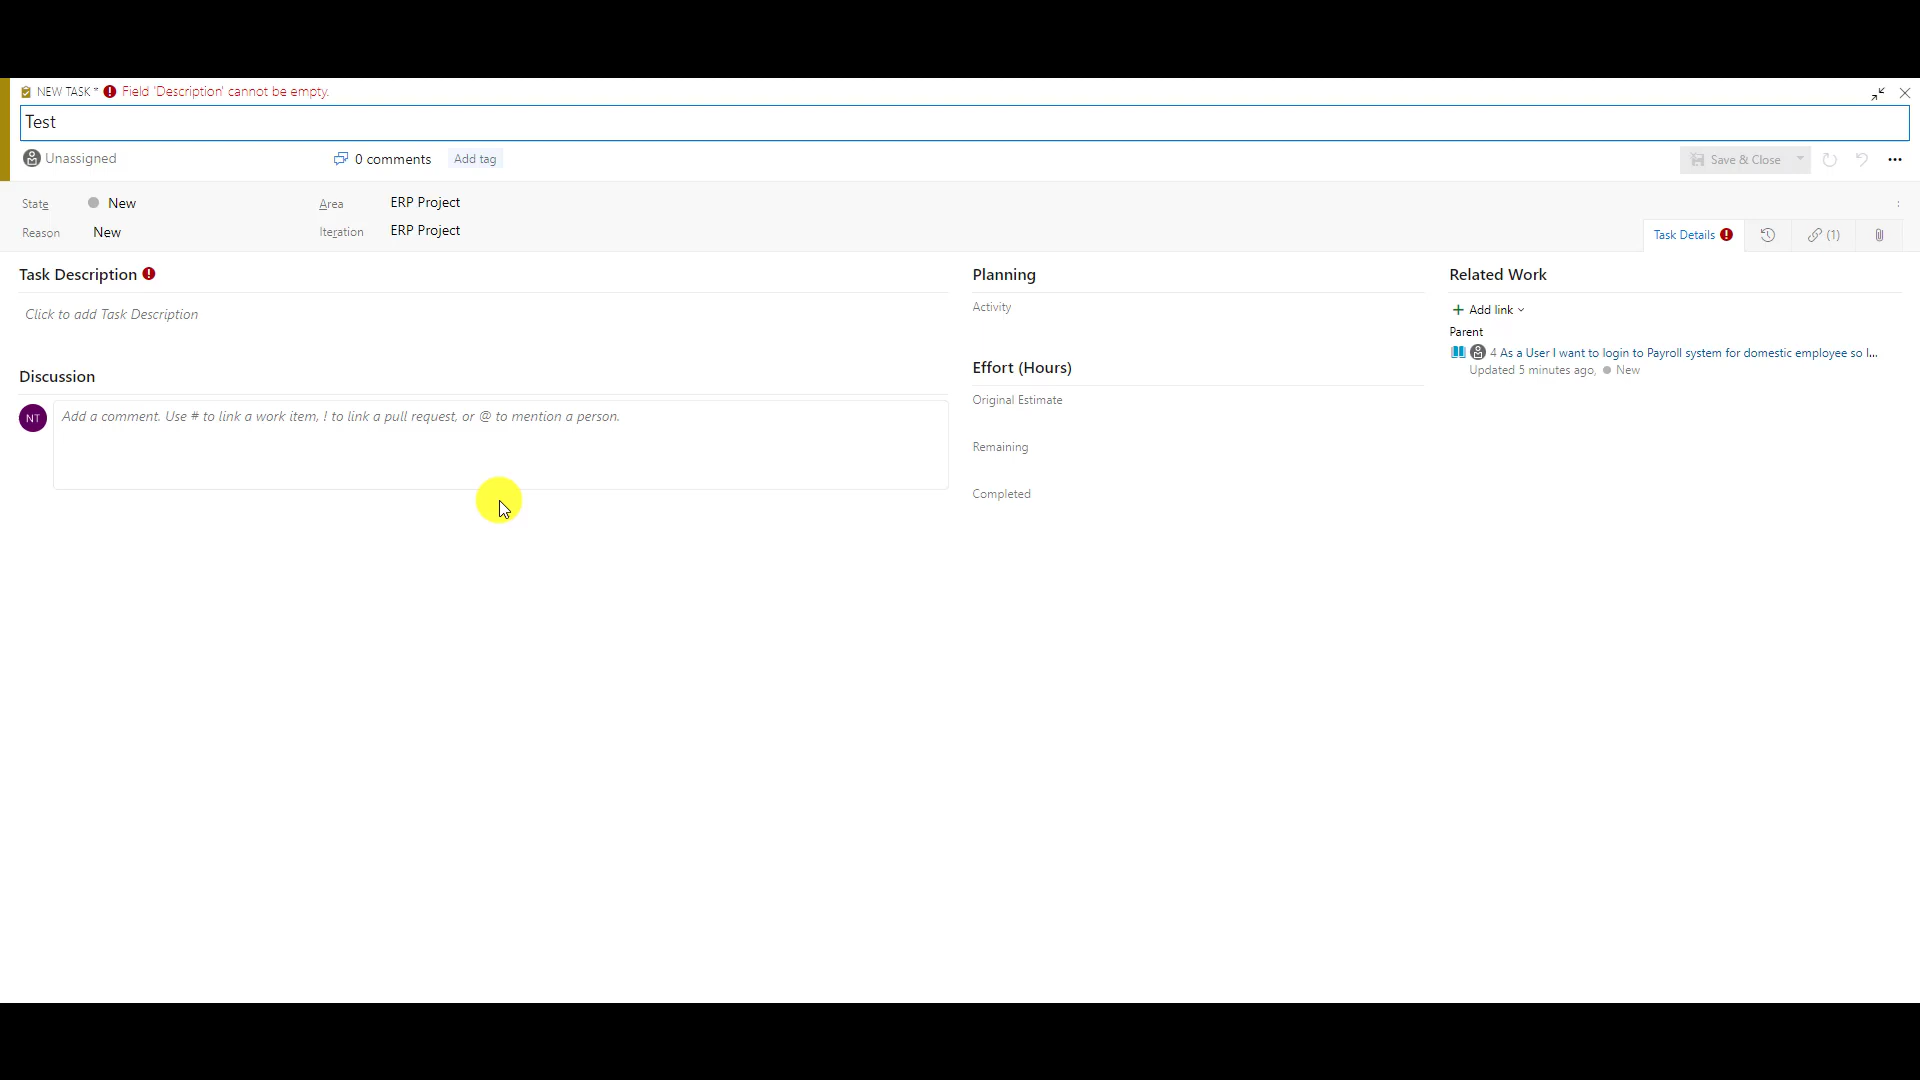 NEW TASK * Field 'Description' cannot be empty.
Test
Unassigned
0 comments
Add tag
Save & Close
State New
Area ERP Project
Reason New
Iteration ERP Project
Task Details
(1)
Task Description
Click to add Task Description
Discussion
NT
Add a comment. Use # to link a work item, ! to link a pull request, or @ to mention a person.
Planning
Activity
Effort (Hours)
Original Estimate
Remaining
Completed
Related Work
+ Add link
Parent
4 As a User I want to login to Payroll system for domestic employee so I...
Updated 5 minutes ago, New